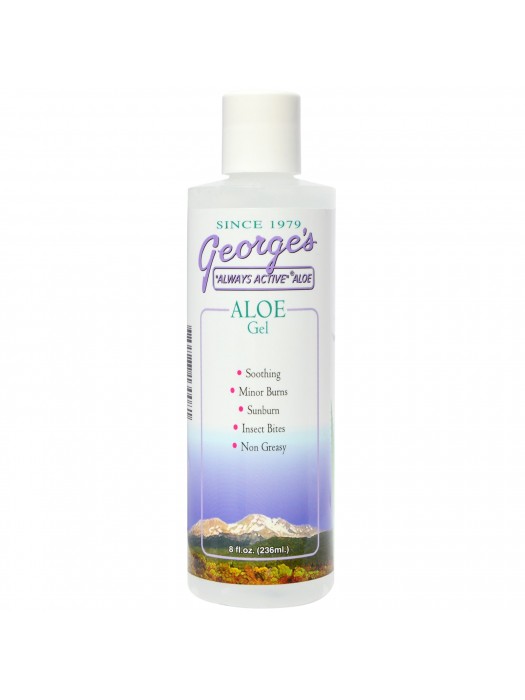 SINCE 1979
George's
"ALWAYS ACTIVE"® ALOE
ALOE
Gel
• Soothing
• Minor Burns
• Sunburn
• Insect Bites
• Non Greasy
8 fl.oz. (236ml.)